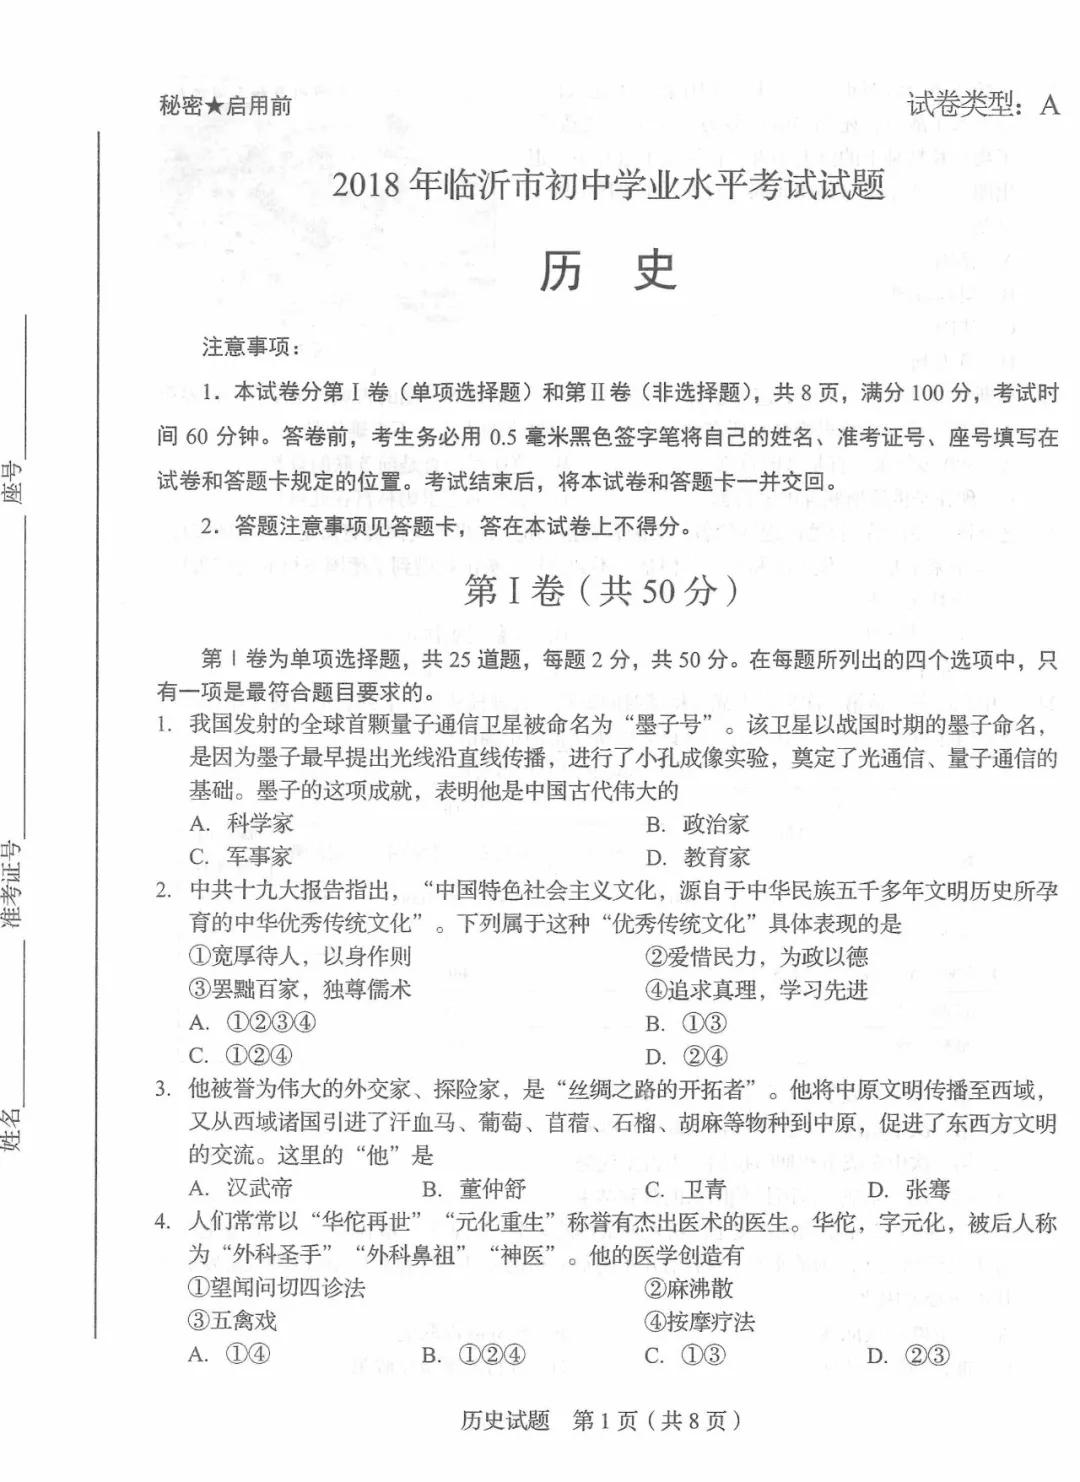 秘密★启用前
试卷类型：A
2018 年临沂市初中学业水平考试试题
历 史
注意事项：
1．本试卷分第Ⅰ卷（单项选择题）和第Ⅱ卷（非选择题），共 8 页，满分 100 分，考试时
间 60 分钟。答卷前，考生务必用 0.5 毫米黑色签字笔将自己的姓名、准考证号、座号填写在
试卷和答题卡规定的位置。考试结束后，将本试卷和答题卡一并交回。
2．答题注意事项见答题卡，答在本试卷上不得分。
第Ⅰ卷（共 50 分）
第Ⅰ卷为单项选择题，共 25 道题，每题 2 分，共 50 分。在每题所列出的四个选项中，只
有一项是最符合题目要求的。
1. 我国发射的全球首颗量子通信卫星被命名为“墨子号”。该卫星以战国时期的墨子命名，
是因为墨子最早提出光线沿直线传播，进行了小孔成像实验，奠定了光通信、量子通信的
基础。墨子的这项成就，表明他是中国古代伟大的
A. 科学家 B. 政治家
C. 军事家 D. 教育家
2. 中共十九大报告指出，“中国特色社会主义文化，源自于中华民族五千多年文明历史所孕
育的中华优秀传统文化”。下列属于这种“优秀传统文化”具体表现的是
①宽厚待人，以身作则 ②爱惜民力，为政以德
③罢黜百家，独尊儒术 ④追求真理，学习先进
A. ①②③④ B. ①③
C. ①②④ D. ②④
3. 他被誉为伟大的外交家、探险家，是“丝绸之路的开拓者”。他将中原文明传播至西域，
又从西域诸国引进了汗血马、葡萄、苜蓿、石榴、胡麻等物种到中原，促进了东西方文明
的交流。这里的“他”是
A. 汉武帝 B. 董仲舒 C. 卫青 D. 张骞
4. 人们常常以“华佗再世”“元化重生”称誉有杰出医术的医生。华佗，字元化，被后人称
为“外科圣手”“外科鼻祖”“神医”。他的医学创造有
①望闻问切四诊法 ②麻沸散
③五禽戏 ④按摩疗法
A. ①④ B. ①②④ C. ①③ D. ②③
历史试题 第 1 页（共 8 页）
姓名 准考证号 座号